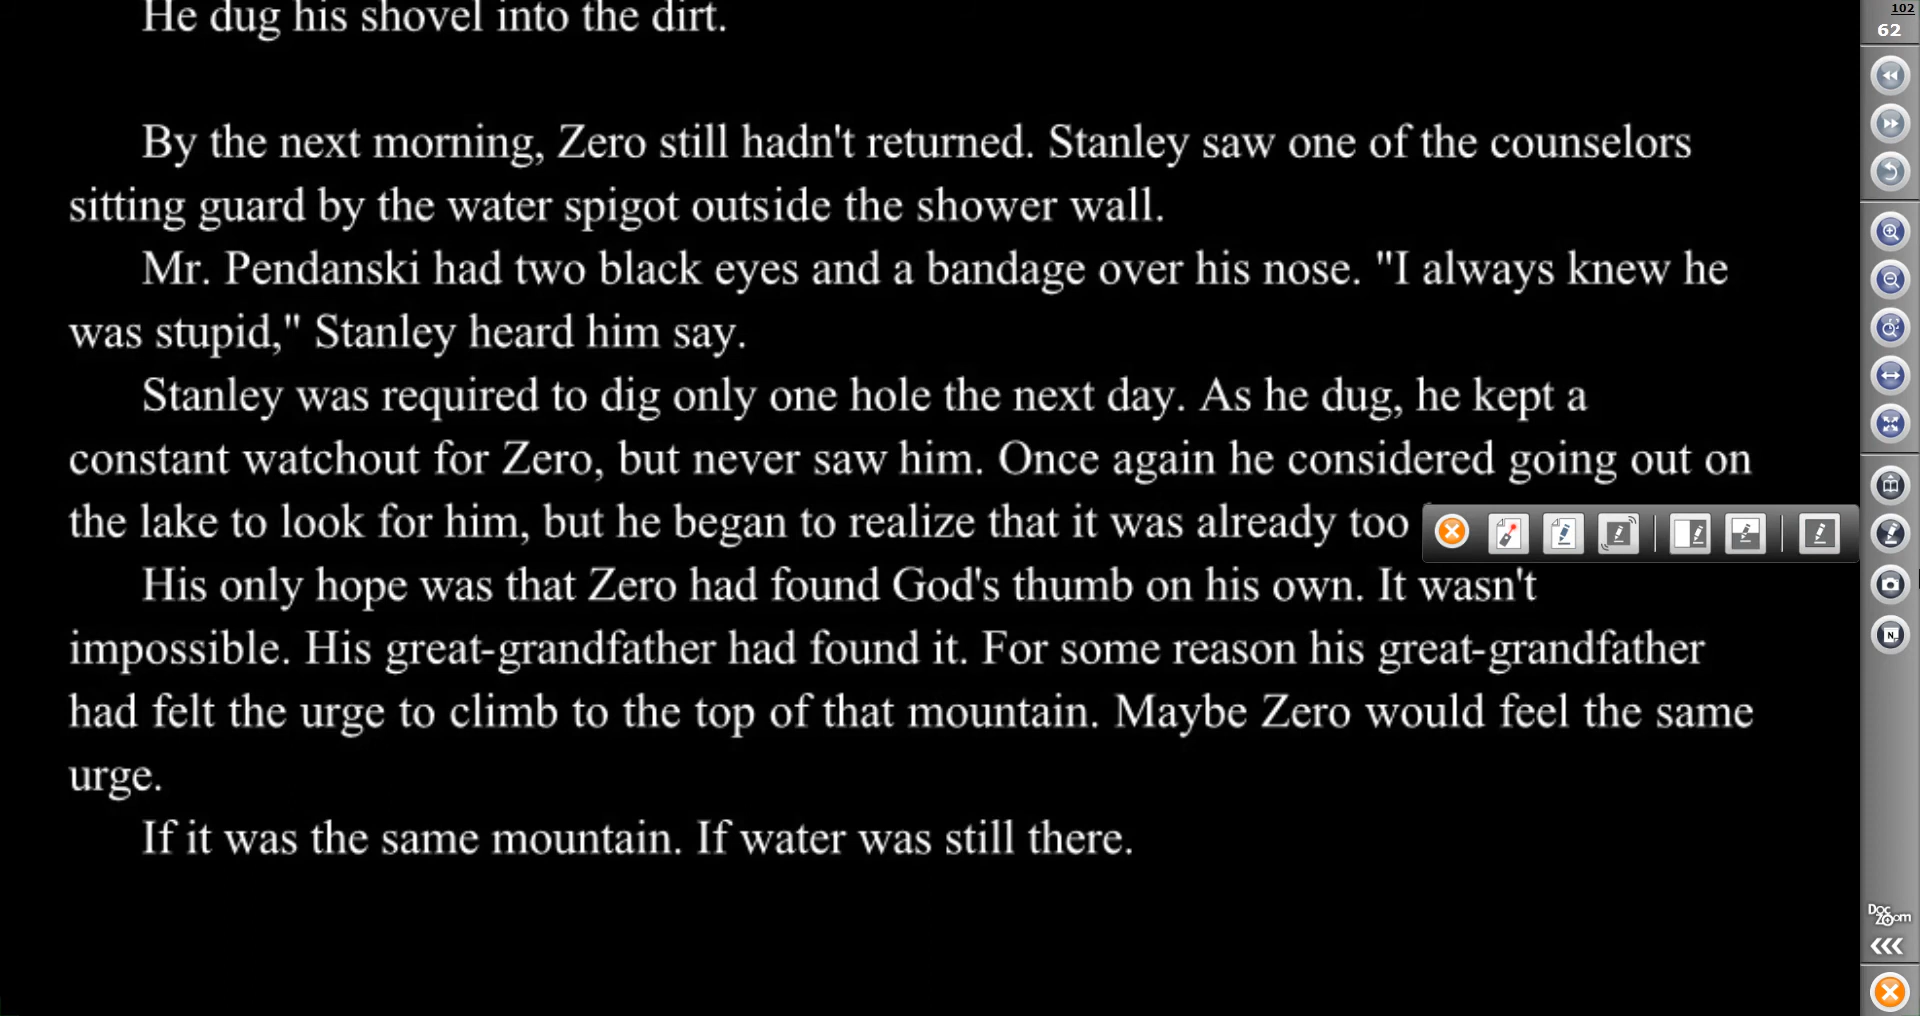 He dug his shovel into the dirt.
By the next morning, Zero still hadn't returned. Stanley saw one of the counselors
sitting guard by the water spigot outside the shower wall.
Mr. Pendanski had two black eyes and a bandage over his nose. "I always knew he
was stupid," Stanley heard him say.
Stanley was required to dig only one hole the next day. As he dug, he kept a
constant watchout for Zero, but never saw him. Once again he considered going out on
the lake to look for him, but he began to realize that it was already too
His only hope was that Zero had found God's thumb on his own. It wasn't
impossible. His great-grandfather had found it. For some reason his great-grandfather
had felt the urge to climb to the top of that mountain. Maybe Zero would feel the same
urge.
If it was the same mountain. If water was still there.
102
62
N
Doc
Zoom